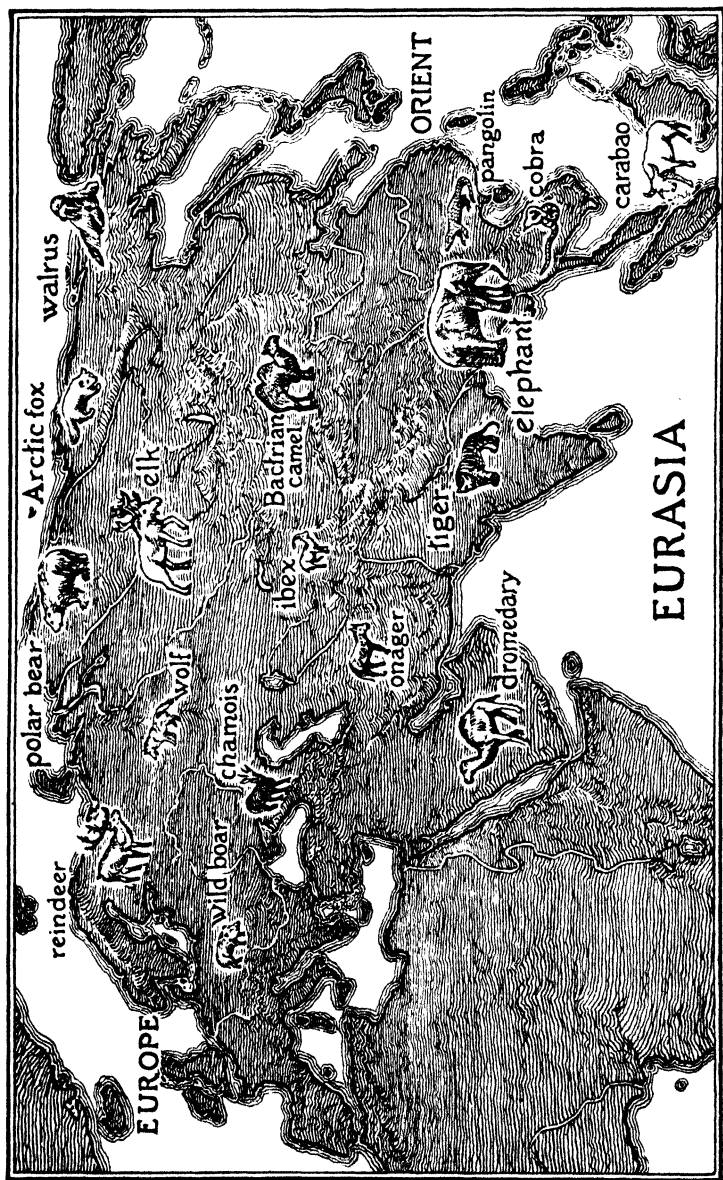 reindeer
polar bear
Arctic fox
walrus
EUROPE
wild boar
wolf
elk
chamois
ibex
Bactrian
camel
onager
dromedary
tiger
elephant
ORIENT
pangolin
cobra
carabao
EURASIA